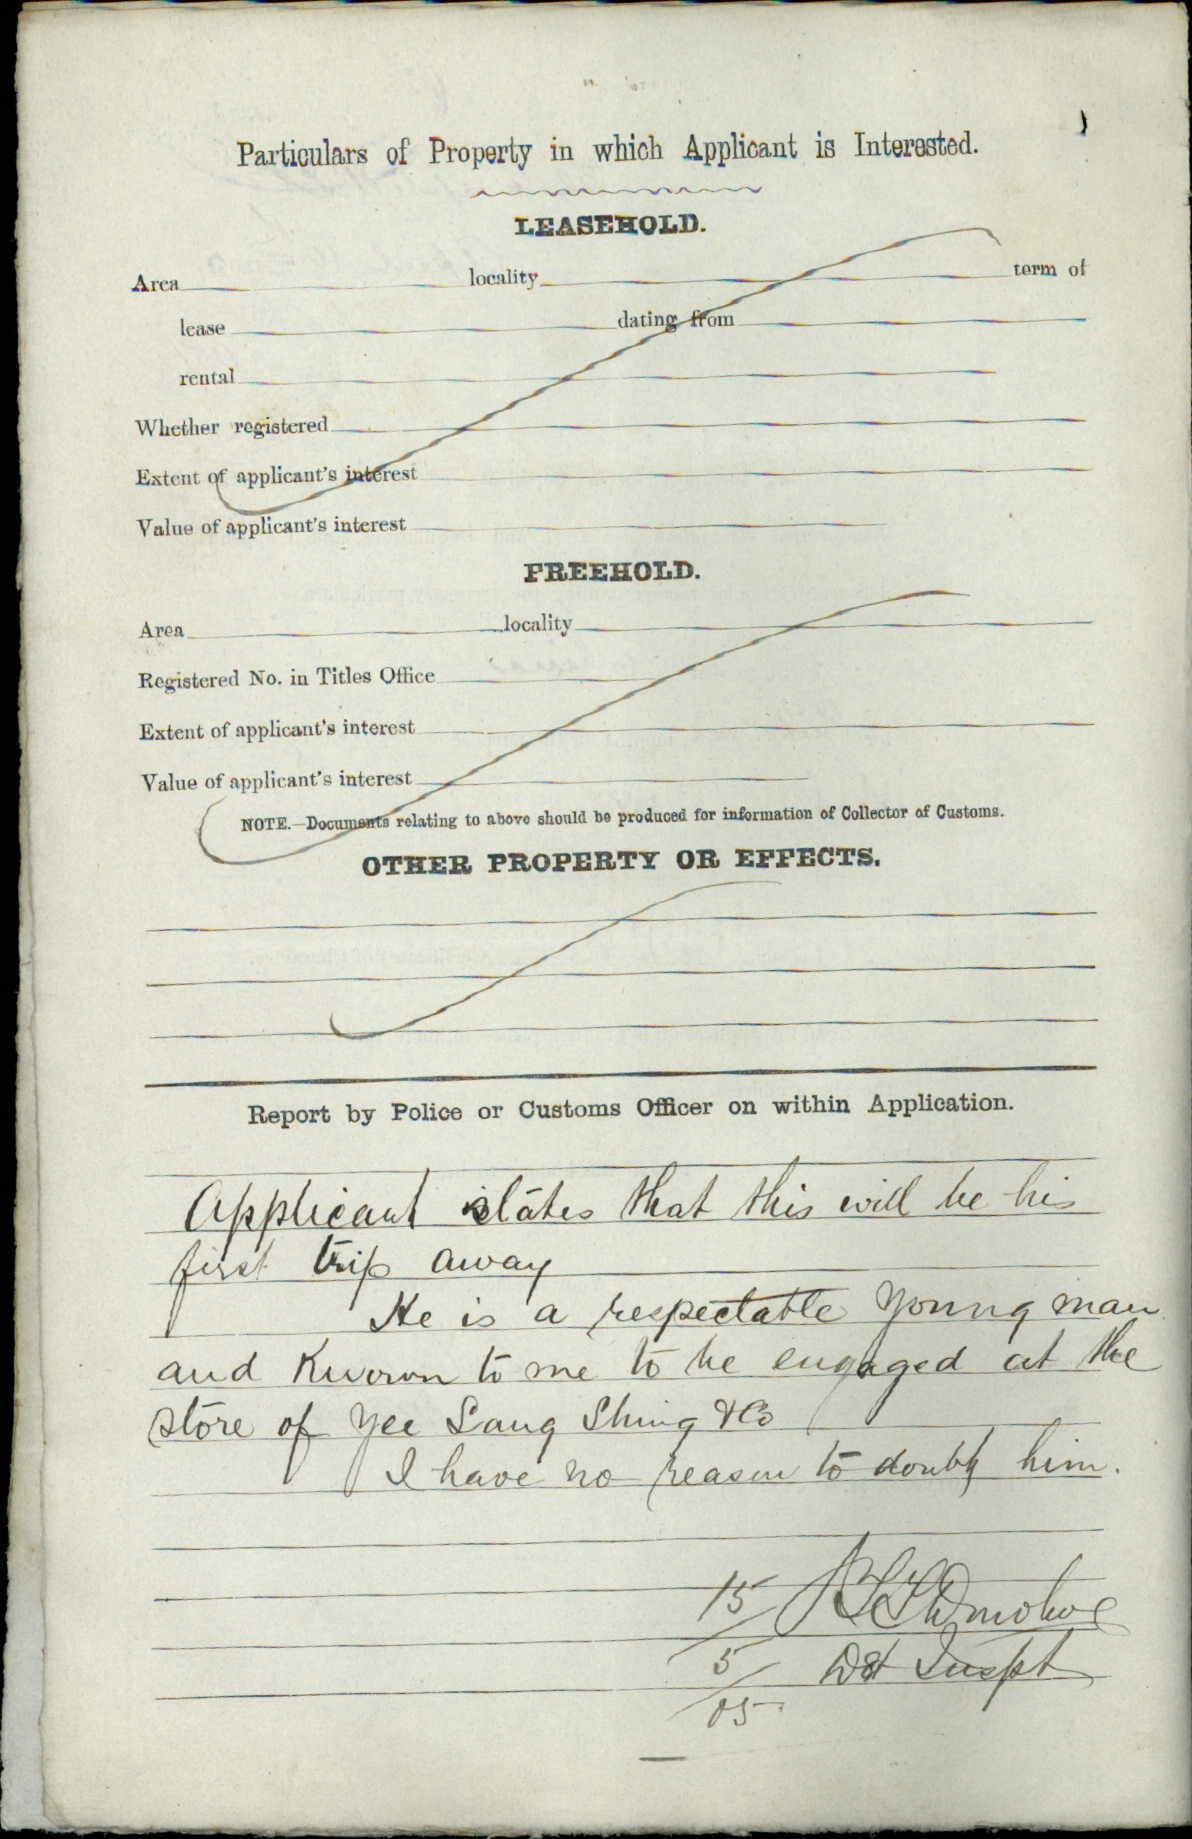 Particulars of Property in which Applicant is Interested.
LEASEHOLD.
Area locality term of
lease dating from
rental
Whether registered
Extent of applicant's interest
Value of applicant's interest
FREEHOLD.
Area locality
Registered No. in Titles Office
Extent of applicant's interest
Value of applicant's interest
NOTE.—Documents relating to above should be produced for information of Collector of Customs.
OTHER PROPERTY OR EFFECTS.
Report by Police or Customs Officer on within Application.
Applicant states that this will be his
first trip away
He is a respectable young man
and known to me to be engaged at the
store of Yee Sang Shing & Co
I have no reason to doubt him.
15
5 Dst Inspt
05